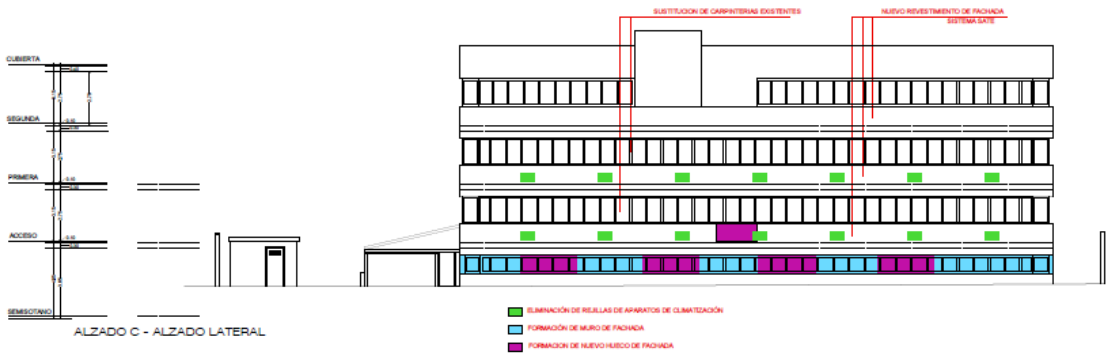 SUSTITUCION DE CARPINTERIAS EXISTENTES
NUEVO REVESTIMIENTO DE FACHADA
SISTEMA SATE
CUBIERTA
SEGUNDA
PRIMERA
ACCESO
SEMISOTANO
ALZADO C - ALZADO LATERAL
ELIMINACIÓN DE REJILLAS DE APARATOS DE CLIMATIZACIÓN
FORMACIÓN DE MURO DE FACHADA
FORMACION DE NUEVO HUECO DE FACHADA